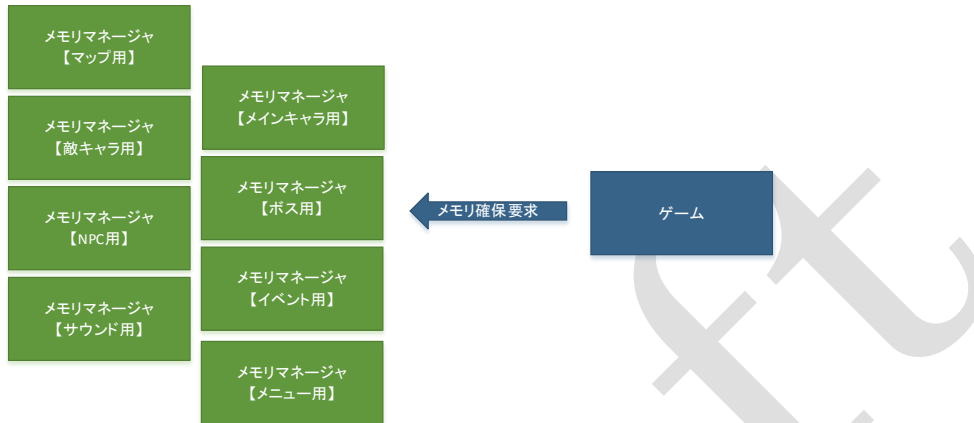 メモリマネージャ
【マップ用】
メモリマネージャ
【敵キャラ用】
メモリマネージャ
【NPC用】
メモリマネージャ
【サウンド用】
メモリマネージャ
【メインキャラ用】
メモリマネージャ
【ボス用】
メモリマネージャ
【イベント用】
メモリマネージャ
【メニュー用】
メモリ確保要求
ゲーム
ft